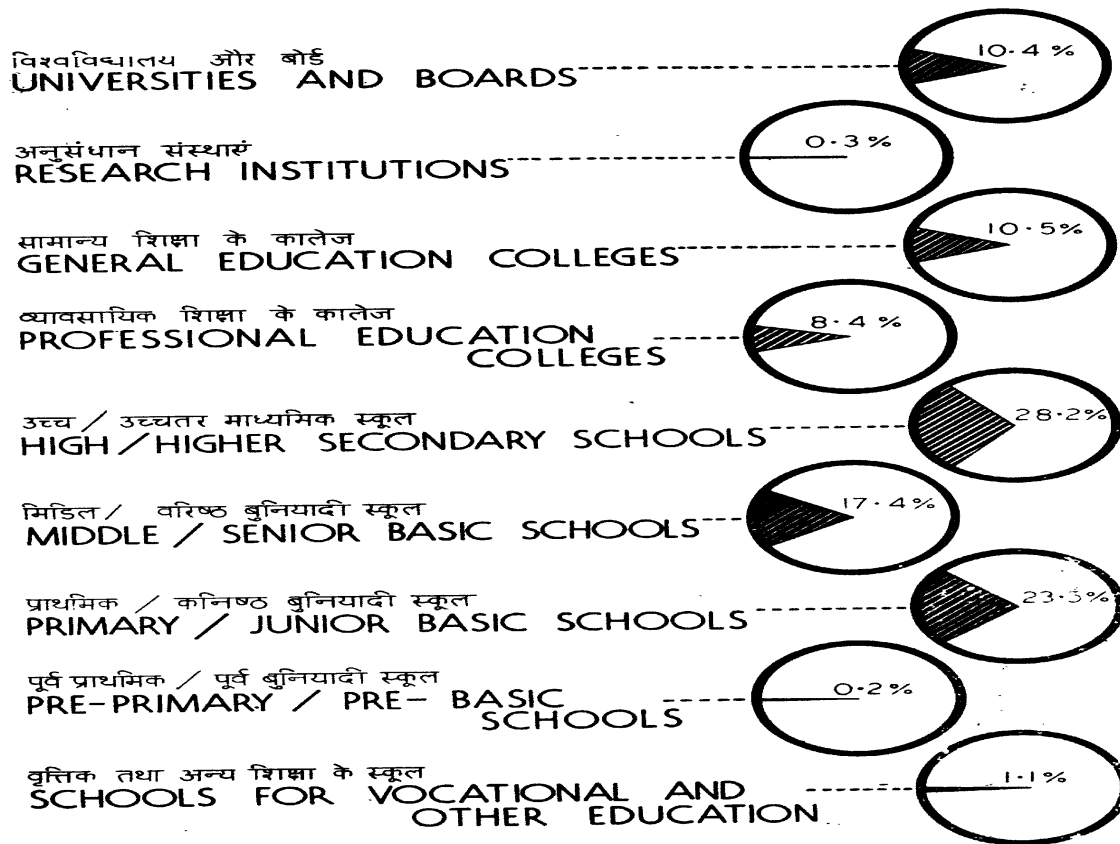 विश्वविद्यालय और बोर्ड
UNIVERSITIES AND BOARDS
10.4 %
अनुसंधान संस्थाएं
RESEARCH INSTITUTIONS
0.3 %
सामान्य शिक्षा के कालेज
GENERAL EDUCATION COLLEGES
10.5%
व्यावसायिक शिक्षा के कालेज
PROFESSIONAL EDUCATION
COLLEGES
8.4 %
उच्च / उच्चतर माध्यमिक स्कूल
HIGH / HIGHER SECONDARY SCHOOLS
28.2%
मिडिल / वरिष्ठ बुनियादी स्कूल
MIDDLE / SENIOR BASIC SCHOOLS
17.4%
प्राथमिक / कनिष्ठ बुनियादी स्कूल
PRIMARY / JUNIOR BASIC SCHOOLS
पूर्व प्राथमिक / पूर्व बुनियादी स्कूल
PRE-PRIMARY / PRE- BASIC
SCHOOLS
0.2%
वृत्तिक तथा अन्य शिक्षा के स्कूल
SCHOOLS FOR VOCATIONAL AND
OTHER EDUCATION
1.1%